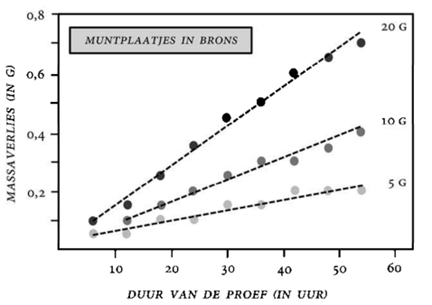 0,8
MUNTPLAATJES IN BRONS
20 G
0,6
0,4
10 G
5 G
0,2
MASSAVERLIES (IN G)
10 20 30 40 50 60
DUUR VAN DE PROEF (IN UUR)